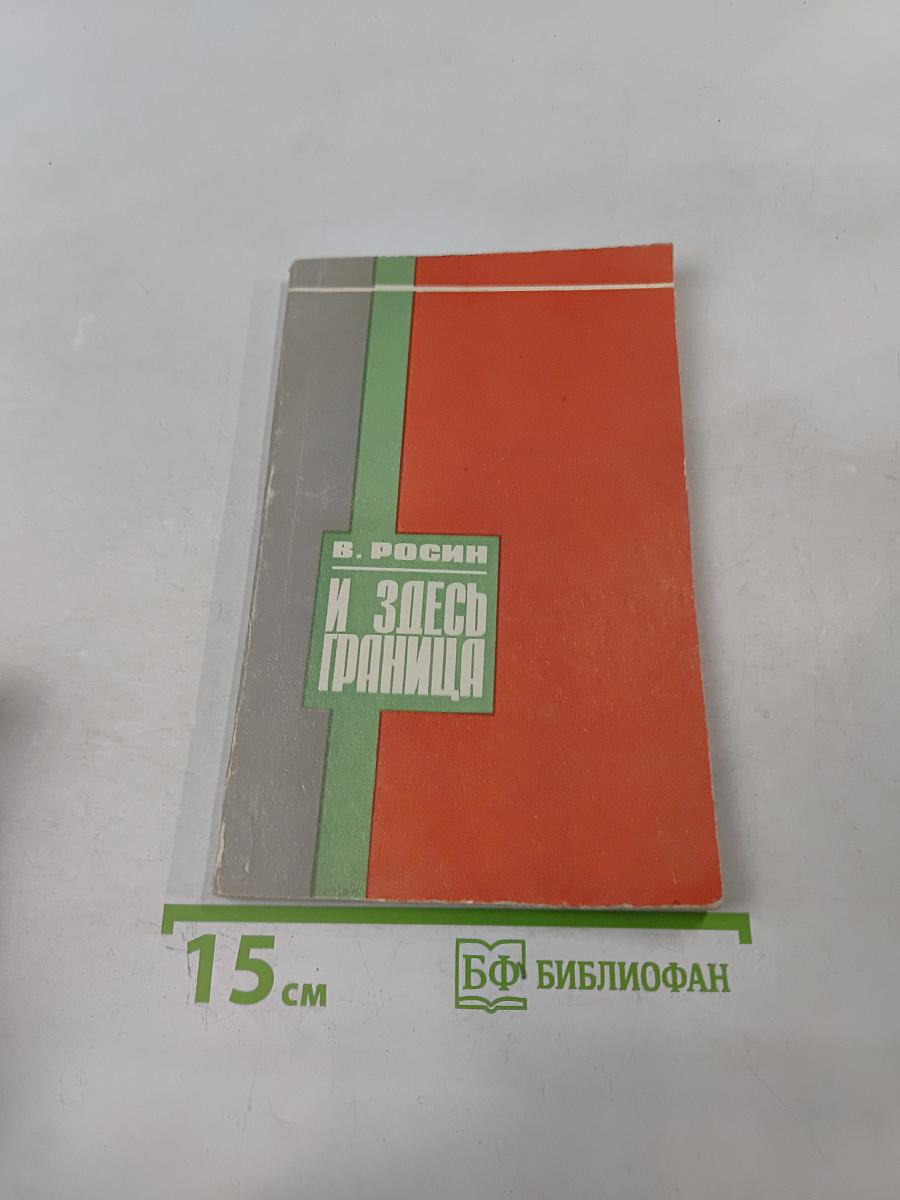 В. РОСИН
И ЗДЕСЬ
ГРАНИЦА
15 см
БФ БИБЛИОФАН